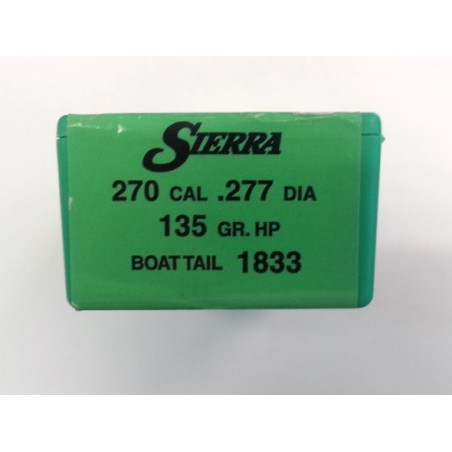 SIERRA
270 CAL .277 DIA
135 GR. HP
BOAT TAIL 1833